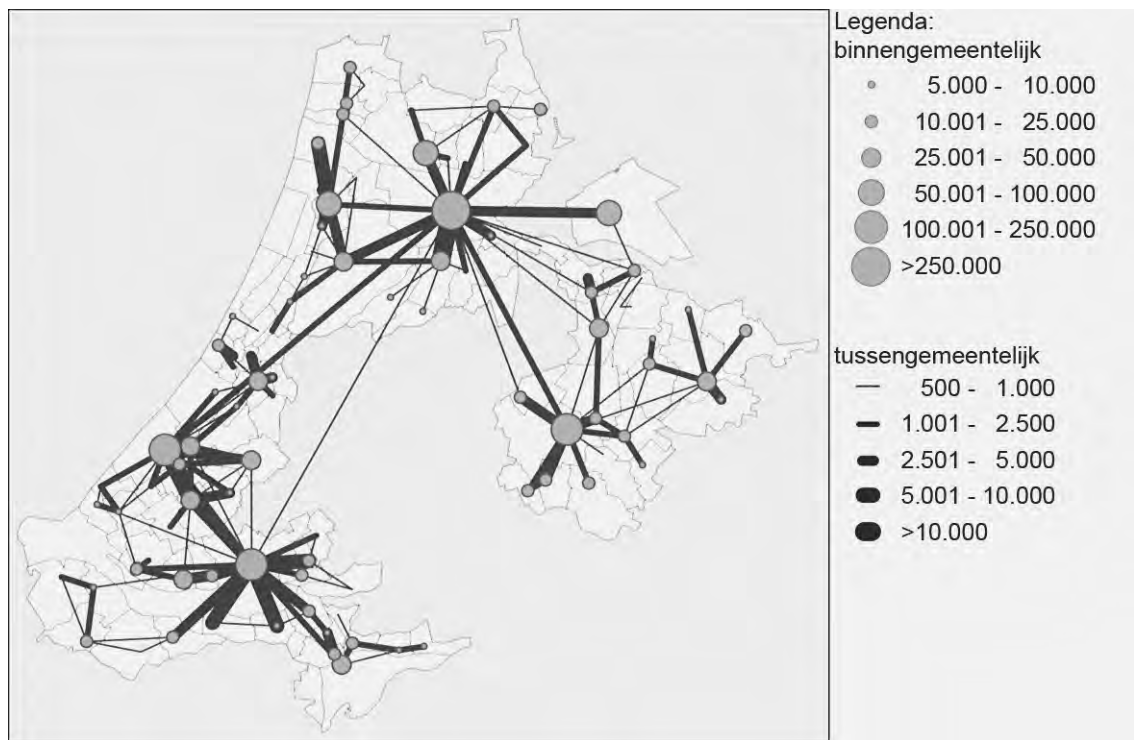 Legenda:
binnengemeentelijk
5.000 - 10.000
10.001 - 25.000
25.001 - 50.000
50.001 - 100.000
100.001 - 250.000
>250.000
tussengemeentelijk
500 - 1.000
1.001 - 2.500
2.501 - 5.000
5.001 - 10.000
>10.000